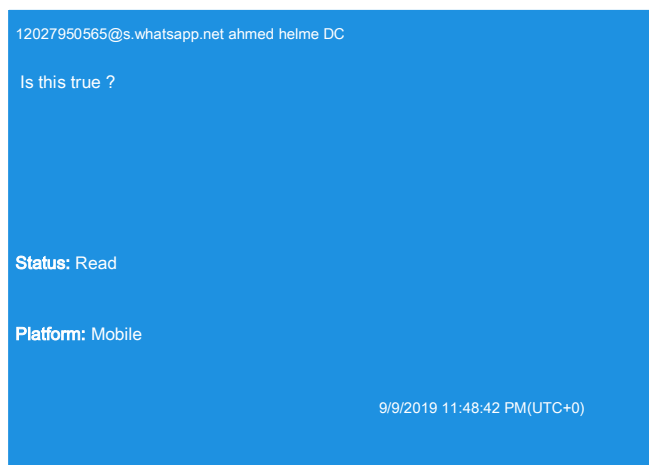 12027950565@s.whatsapp.net ahmed helme DC
Is this true ?
Status: Read
Platform: Mobile
9/9/2019 11:48:42 PM(UTC+0)